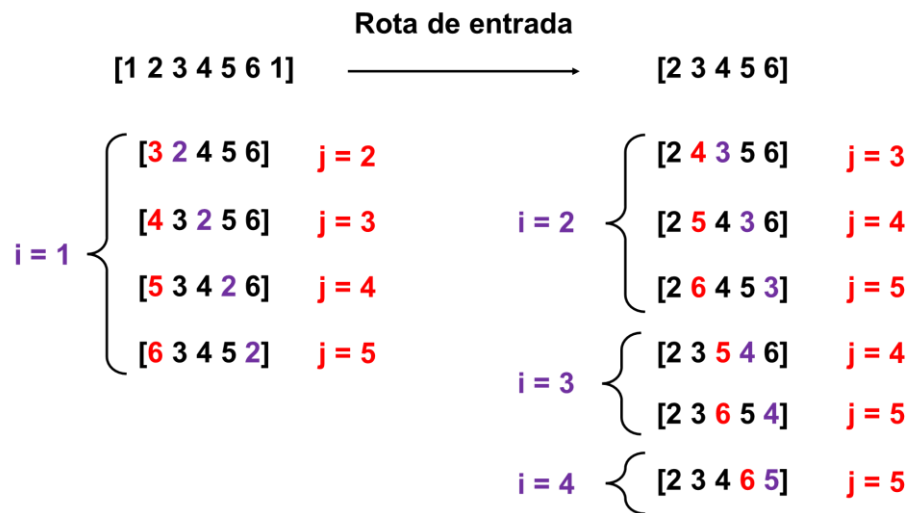 Rota de entrada
[1 2 3 4 5 6 1] [2 3 4 5 6]
i = 1
[3 2 4 5 6] j = 2
[4 3 2 5 6] j = 3
[5 3 4 2 6] j = 4
[6 3 4 5 2] j = 5
i = 2
[2 4 3 5 6] j = 3
[2 5 4 3 6] j = 4
[2 6 4 5 3] j = 5
i = 3
[2 3 5 4 6] j = 4
[2 3 6 5 4] j = 5
i = 4
[2 3 4 6 5] j = 5